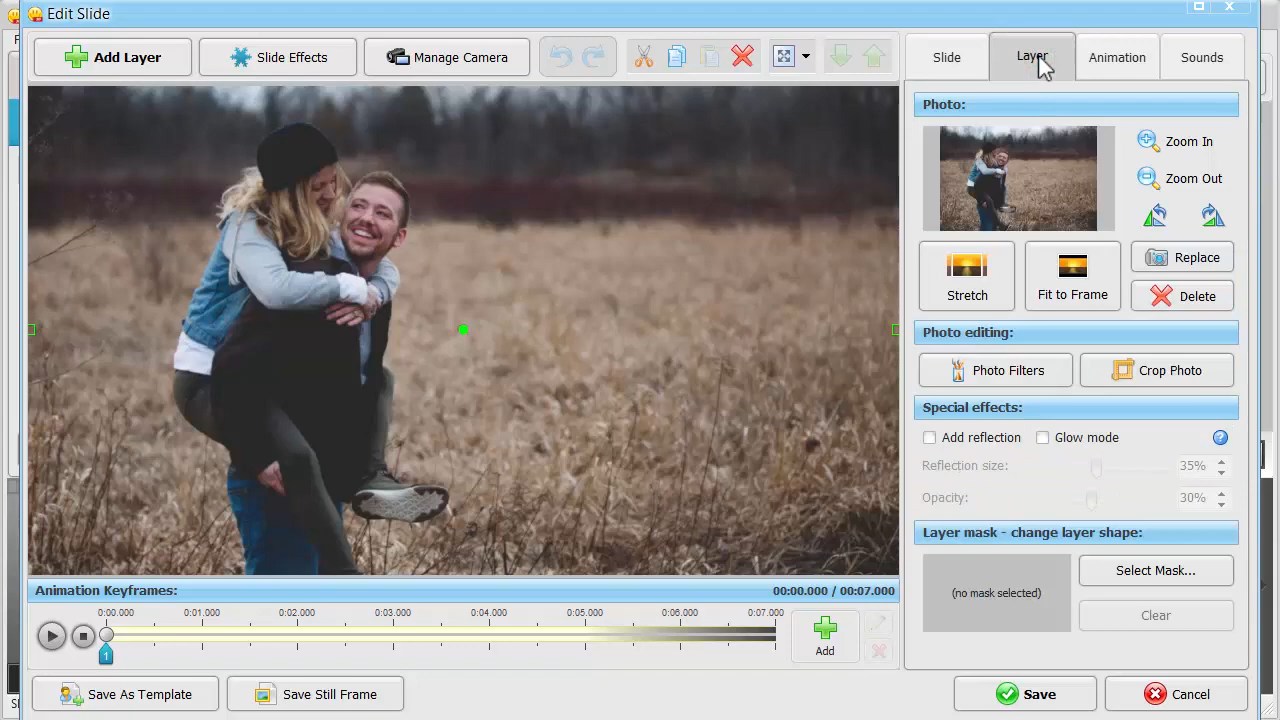 Edit Slide
Add Layer
Slide Effects
Manage Camera
Slide
Layer
Animation
Sounds
Photo:
Zoom In
Zoom Out
Stretch
Fit to Frame
Replace
Delete
Photo editing:
Photo Filters
Crop Photo
Special effects:
Add reflection
Glow mode
Reflection size:
35%
Opacity:
30%
Layer mask - change layer shape:
(no mask selected)
Select Mask...
Clear
Animation Keyframes:
00:00.000 / 00:07.000
0:00.000 0:01.000 0:02.000 0:03.000 0:04.000 0:05.000 0:06.000 0:07.000
1
Add
Save As Template
Save Still Frame
Save
Cancel